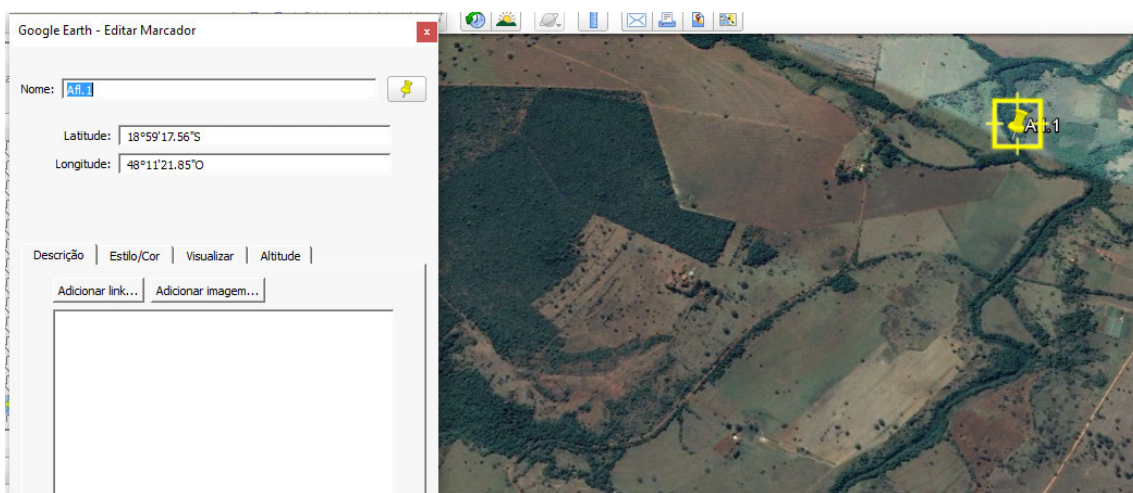 Google Earth - Editar Marcador
x
Nome: Afl.1
Latitude: 18°59'17.56"S
Longitude: 48°11'21.85"O
Descrição Estilo/Cor Visualizar Altitude
Adicionar link... Adicionar imagem...
Afl.1